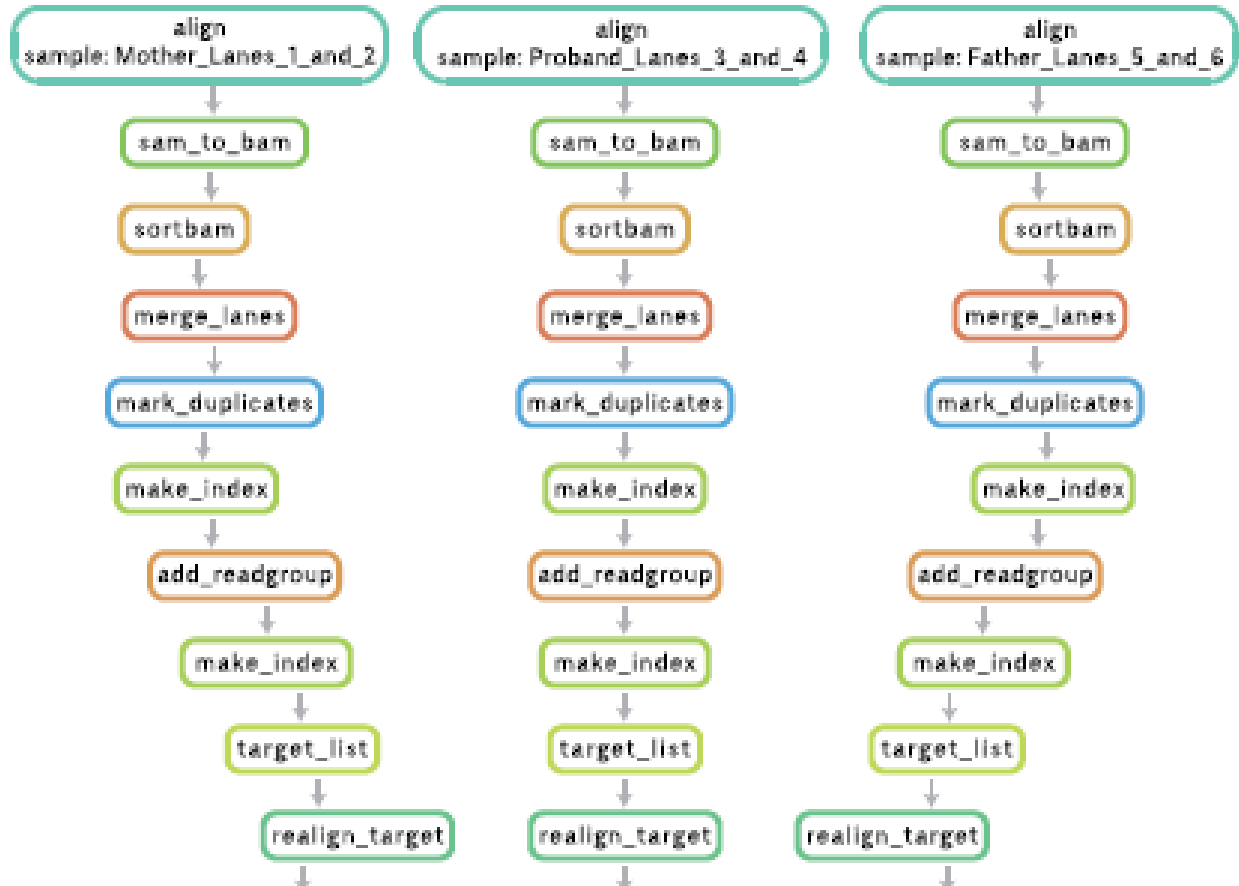 align
sample: Mother_Lanes_1_and_2
align
sample: Proband_Lanes_3_and_4
align
sample: Father_Lanes_5_and_6
sam_to_bam
sam_to_bam
sam_to_bam
sortbam
sortbam
sortbam
merge_lanes
merge_lanes
merge_lanes
mark_duplicates
mark_duplicates
mark_duplicates
make_index
make_index
make_index
add_readgroup
add_readgroup
add_readgroup
make_index
make_index
make_index
target_list
target_list
target_list
realign_target
realign_target
realign_target